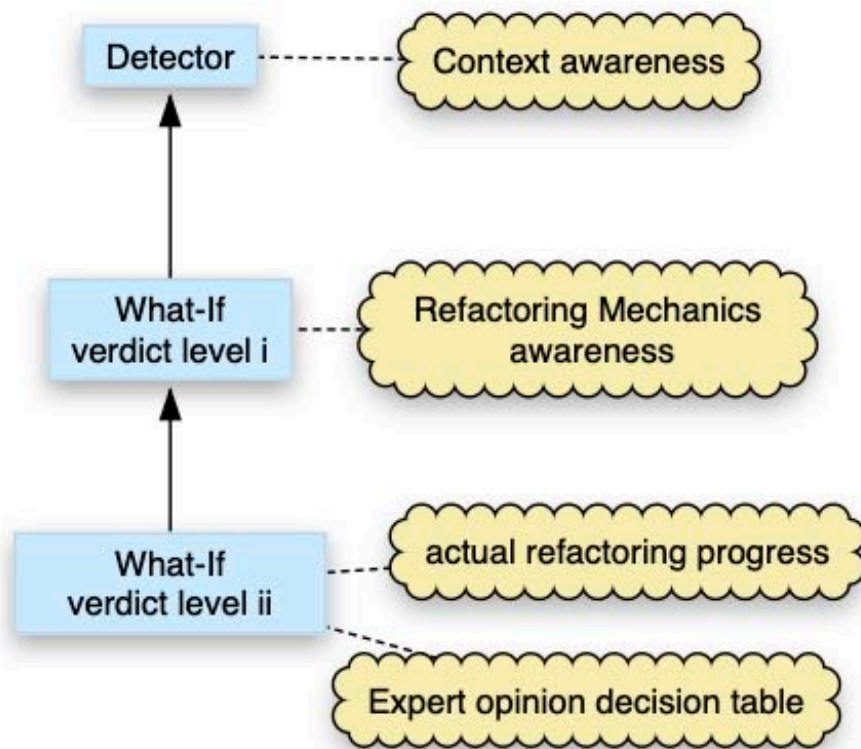 Detector
Context awareness
What-If
verdict level i
Refactoring Mechanics
awareness
What-If
verdict level ii
actual refactoring progress
Expert opinion decision table